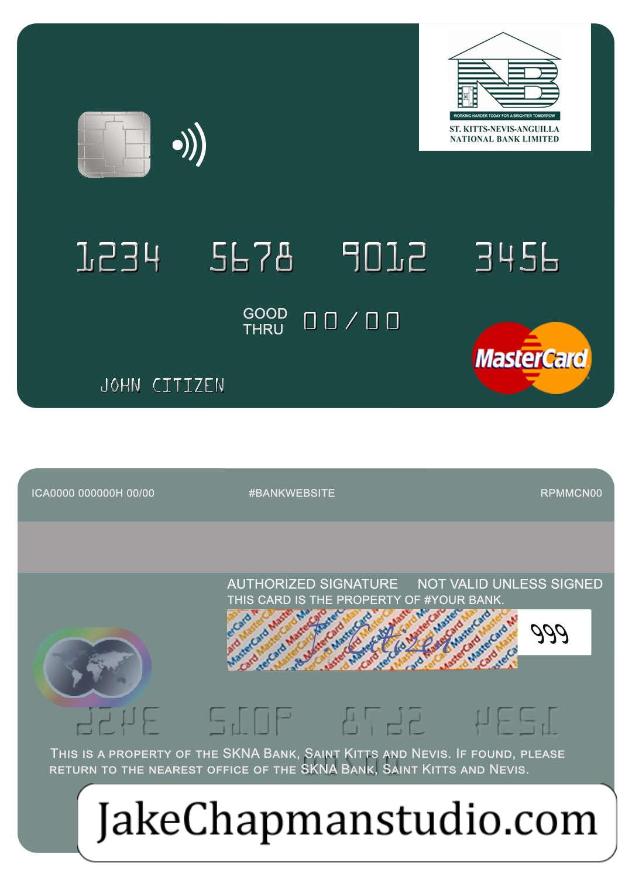 WORKING HARDER TODAY FOR A BRIGHTER TOMORROW
ST. KITTS-NEVIS-ANGUILLA
NATIONAL BANK LIMITED
1234 5678 9012 3456
GOOD
THRU 00/00
MasterCard
JOHN CITIZEN
ICA0000 000000H 00/00 #BANKWEBSITE RPMMCN00
AUTHORIZED SIGNATURE NOT VALID UNLESS SIGNED
THIS CARD IS THE PROPERTY OF #YOUR BANK.
MasterCard
J. Citizen
999
THIS IS A PROPERTY OF THE SKNA BANK, SAINT KITTS AND NEVIS. IF FOUND, PLEASE
RETURN TO THE NEAREST OFFICE OF THE SKNA BANK, SAINT KITTS AND NEVIS.
JakeChapmanstudio.com